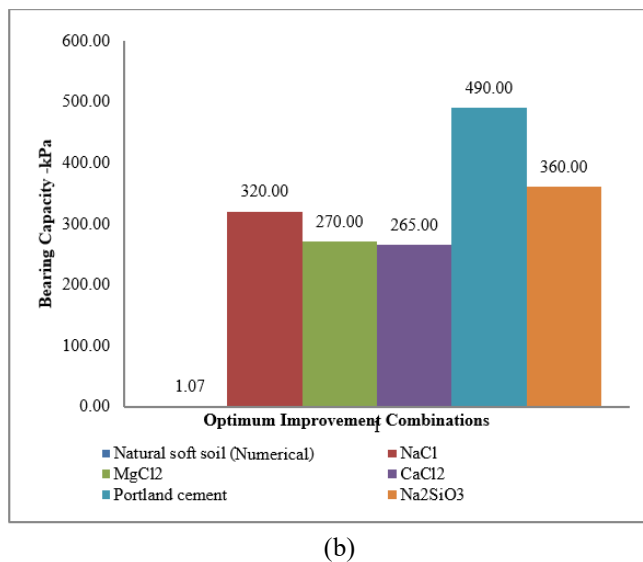 600.00
500.00
400.00
300.00
200.00
100.00
0.00
Bearing Capacity -kPa
1.07
320.00
270.00
265.00
490.00
360.00
Optimum Improvement Combinations
1
Natural soft soil (Numerical)
NaCl
MgCl2
CaCl2
Portland cement
Na2SiO3
(b)